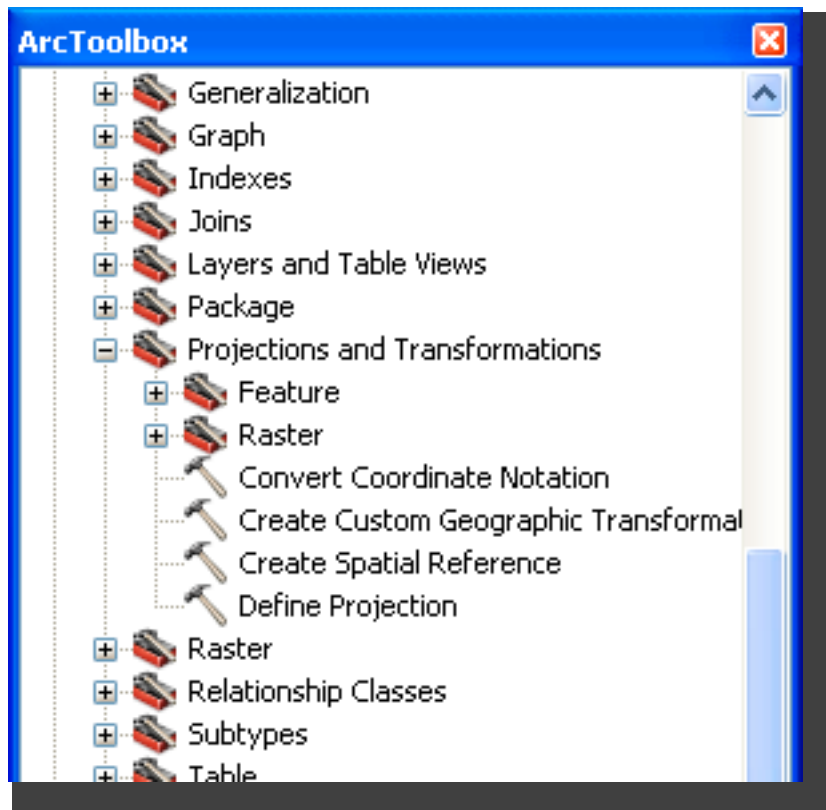 ArcToolbox
Generalization
Graph
Indexes
Joins
Layers and Table Views
Package
Projections and Transformations
Feature
Raster
Convert Coordinate Notation
Create Custom Geographic Transformat
Create Spatial Reference
Define Projection
Raster
Relationship Classes
Subtypes
Table